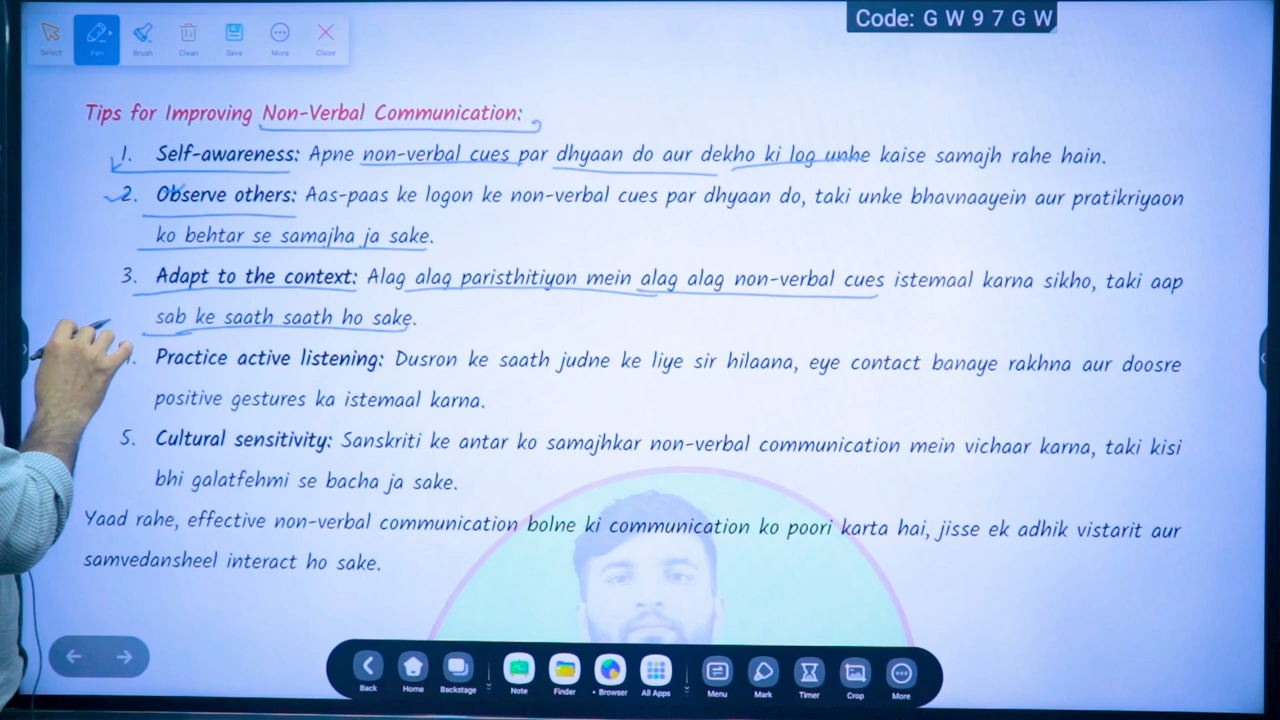 Code: G W 9 7 G W
Select
Pen
Brush
Clean
Save
More
Close
Tips for Improving Non-Verbal Communication:
1. Self-awareness: Apne non-verbal cues par dhyaan do aur dekho ki log unhe kaise samajh rahe hain.
2. Observe others: Aas-paas ke logon ke non-verbal cues par dhyaan do, taki unke bhavnaayein aur pratikriyaon
ko behtar se samajha ja sake.
3. Adapt to the context: Alag alag paristhitiyon mein alag alag non-verbal cues istemaal karna sikho, taki aap
sab ke saath saath ho sake.
Practice active listening: Dusron ke saath judne ke liye sir hilaana, eye contact banaye rakhna aur doosre
positive gestures ka istemaal karna.
5. Cultural sensitivity: Sanskriti ke antar ko samajhkar non-verbal communication mein vichaar karna, taki kisi
bhi galatfehmi se bacha ja sake.
Yaad rahe, effective non-verbal communication bolne ki communication ko poori karta hai, jisse ek adhik vistarit aur
samvedansheel interact ho sake.
Back
Home
Backstage
Note
Finder
Browser
All Apps
Menu
Mark
Timer
Crop
More